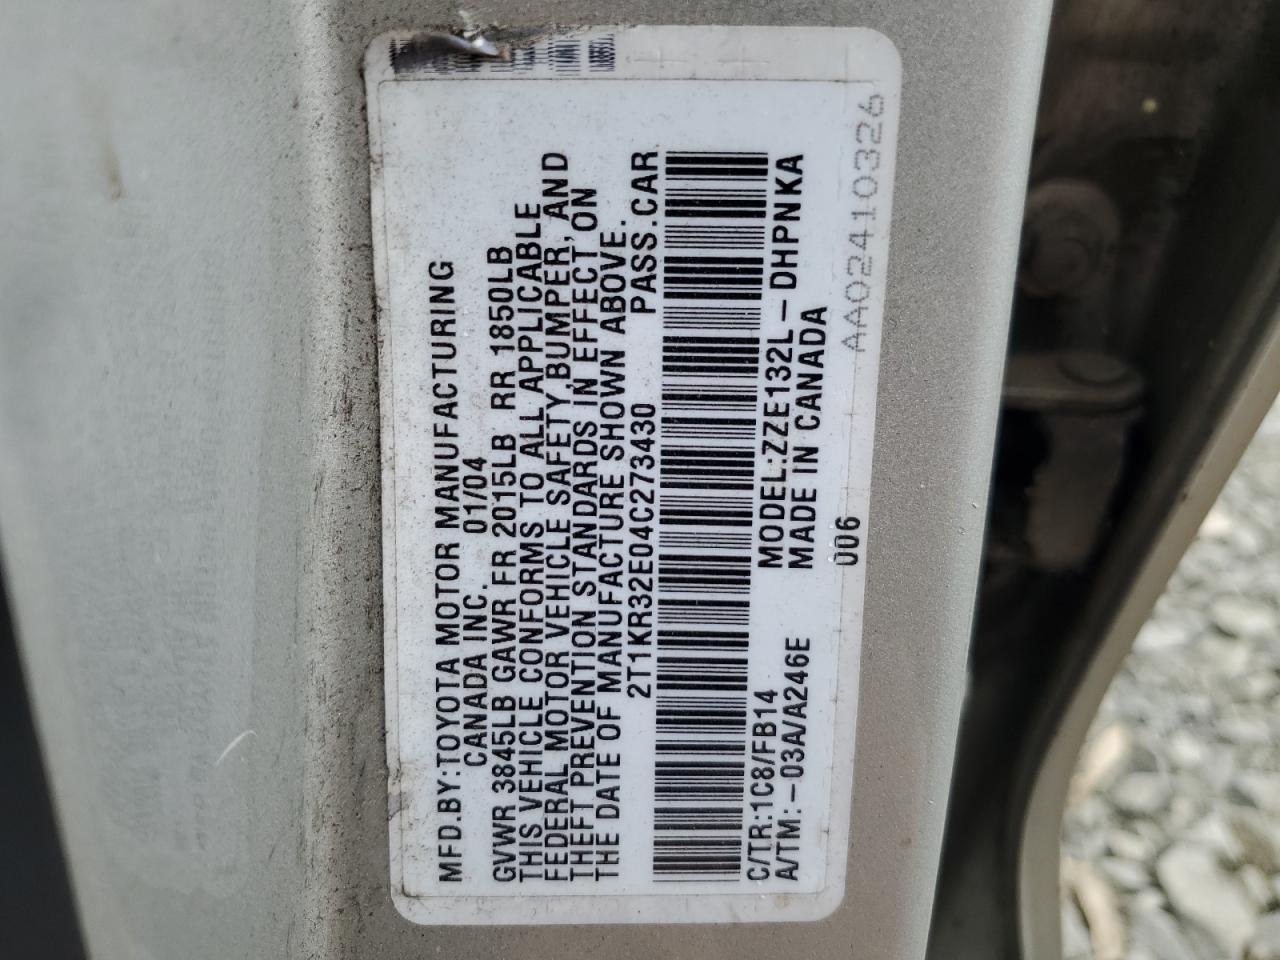 MFD.BY:TOYOTA MOTOR MANUFACTURING
CANADA INC. 01/04
GVWR 3845LB GAWR FR 2015LB RR 1850LB
THIS VEHICLE CONFORMS TO ALL APPLICABLE
FEDERAL MOTOR VEHICLE SAFETY,BUMPER, AND
THEFT PREVENTION STANDARDS IN EFFECT ON
THE DATE OF MANUFACTURE SHOWN ABOVE.
2T1KR32E04C273430 PASS.CAR
C/TR:1C8/FB14 MODEL:ZZE132L-DHPNKA
A/TM:-03A/A246E MADE IN CANADA
006
AA02410326